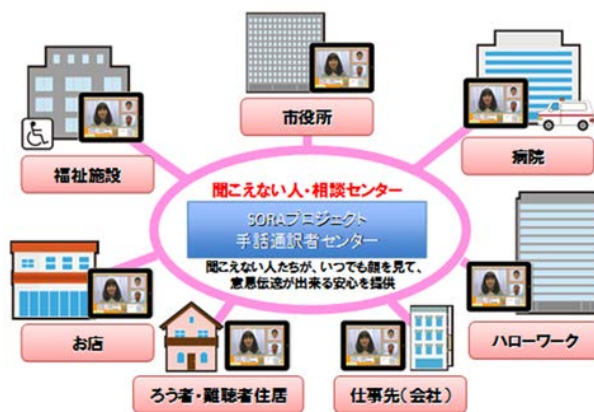 市役所
福祉施設
病院
聞こえない人・相談センター
SORAプロジェクト
手話通訳者センター
聞こえない人たちが、いつでも顔を見て、
意思伝達が出来る安心を提供
お店
ハローワーク
ろう者・難聴者住居
仕事先(会社)